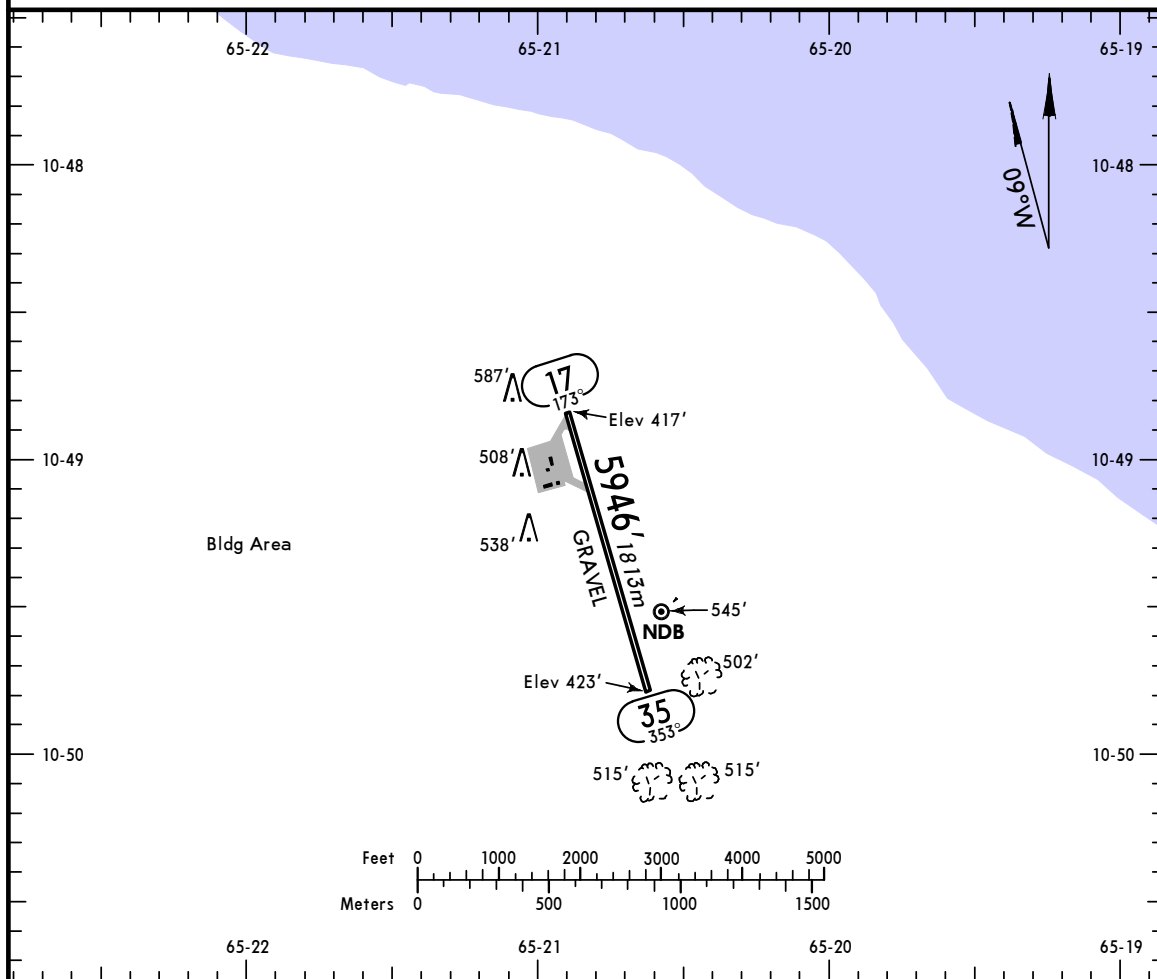 65-22 65-21 65-20 65-19
10-48 10-48
09°W
587'
17
173°
Elev 417'
508'
10-49 10-49
5946' 1813m
GRAVEL
538'
Bldg Area
545'
NDB
502'
Elev 423'
35
353°
10-50 10-50
515' 515'
Feet 0 1000 2000 3000 4000 5000
Meters 0 500 1000 1500
65-22 65-21 65-20 65-19